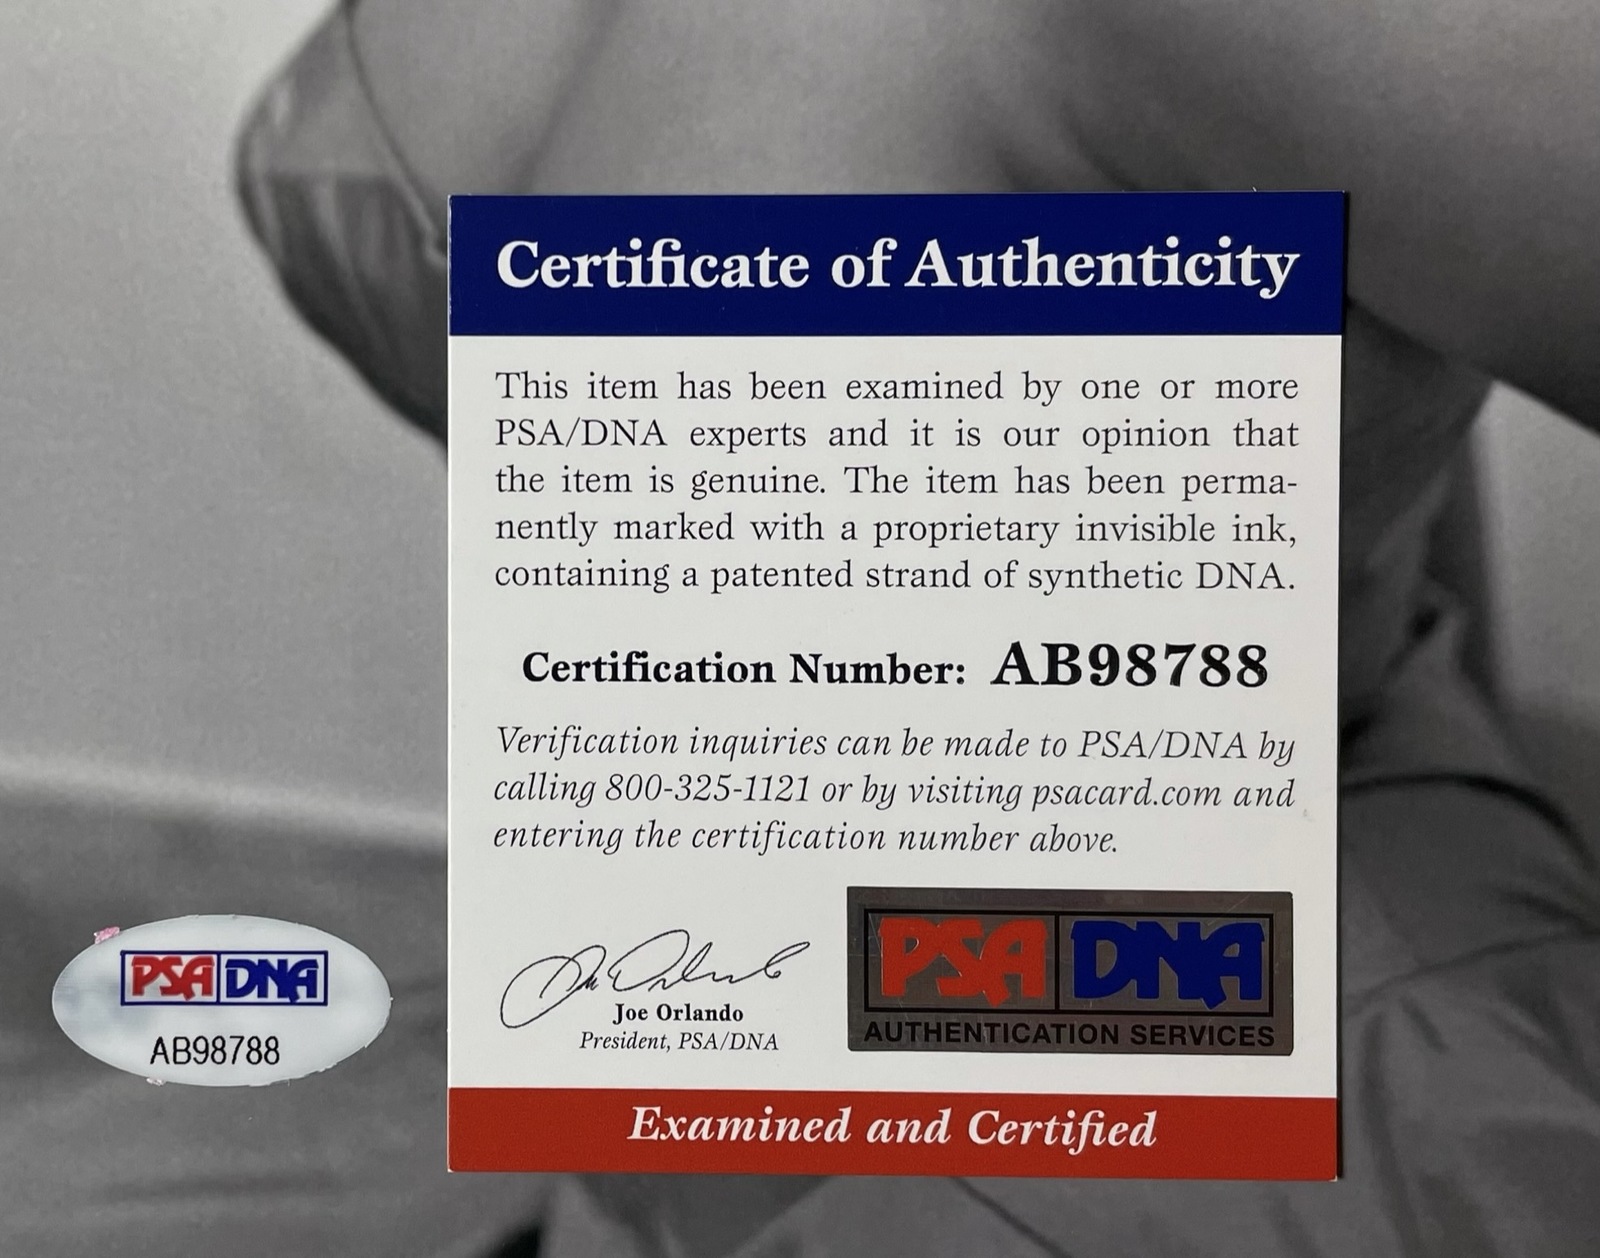 Certificate of Authenticity
This item has been examined by one or more
PSA/DNA experts and it is our opinion that
the item is genuine. The item has been perma-
nently marked with a proprietary invisible ink,
containing a patented strand of synthetic DNA.
Certification Number: AB98788
Verification inquiries can be made to PSA/DNA by
calling 800-325-1121 or by visiting psacard.com and
entering the certification number above.
Joe Orlando
Joe Orlando
President, PSA/DNA
PSA DNA
AUTHENTICATION SERVICES
Examined and Certified
PSA DNA
AB98788